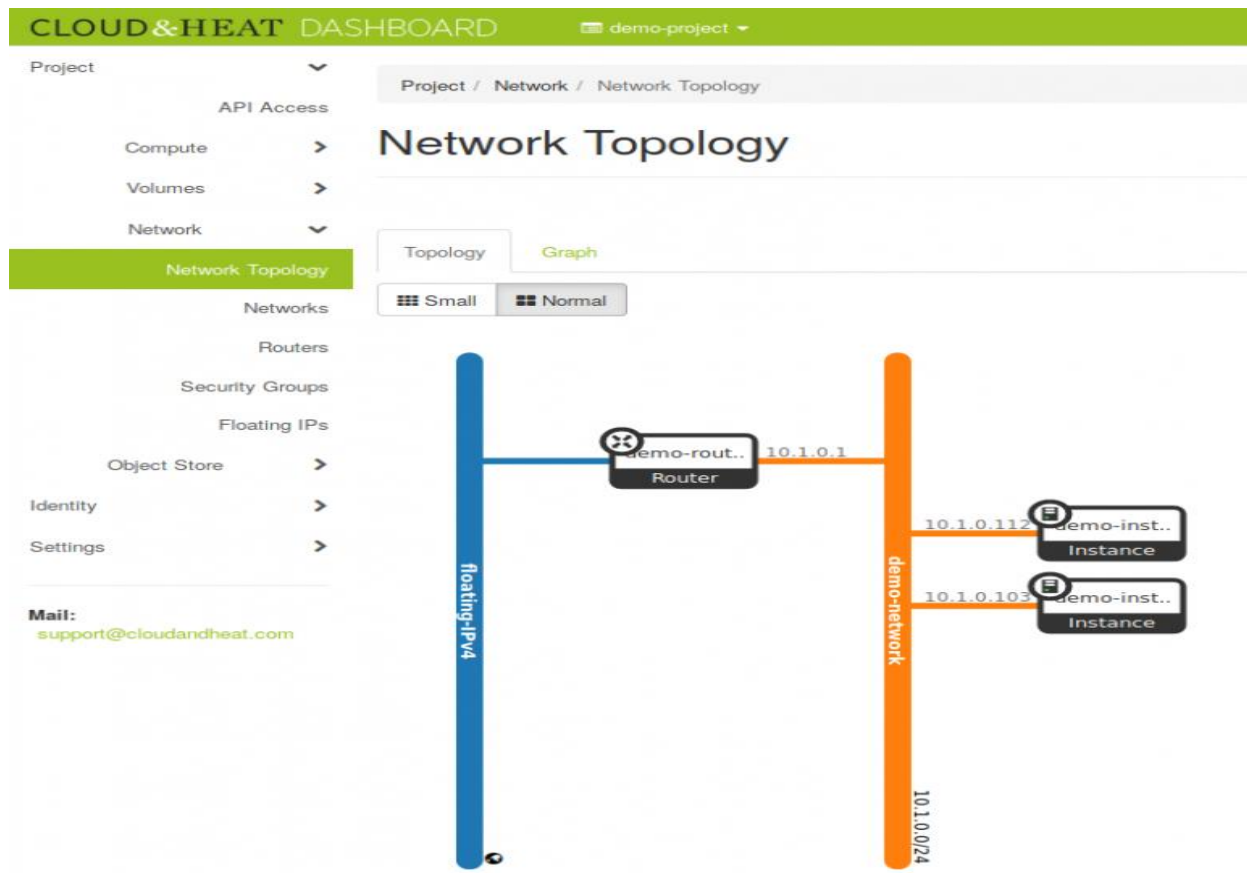 CLOUD&HEAT DASHBOARD demo-project
Project
API Access
Compute
Volumes
Network
Network Topology
Networks
Routers
Security Groups
Floating IPs
Object Store
Identity
Settings
Mail:
support@cloudandheat.com
Project / Network / Network Topology
Network Topology
Topology Graph
Small Normal
floating-IPv4
demo-rout..
Router
10.1.0.1
demo-network
10.1.0.0/24
10.1.0.112
demo-inst..
Instance
10.1.0.103
demo-inst..
Instance